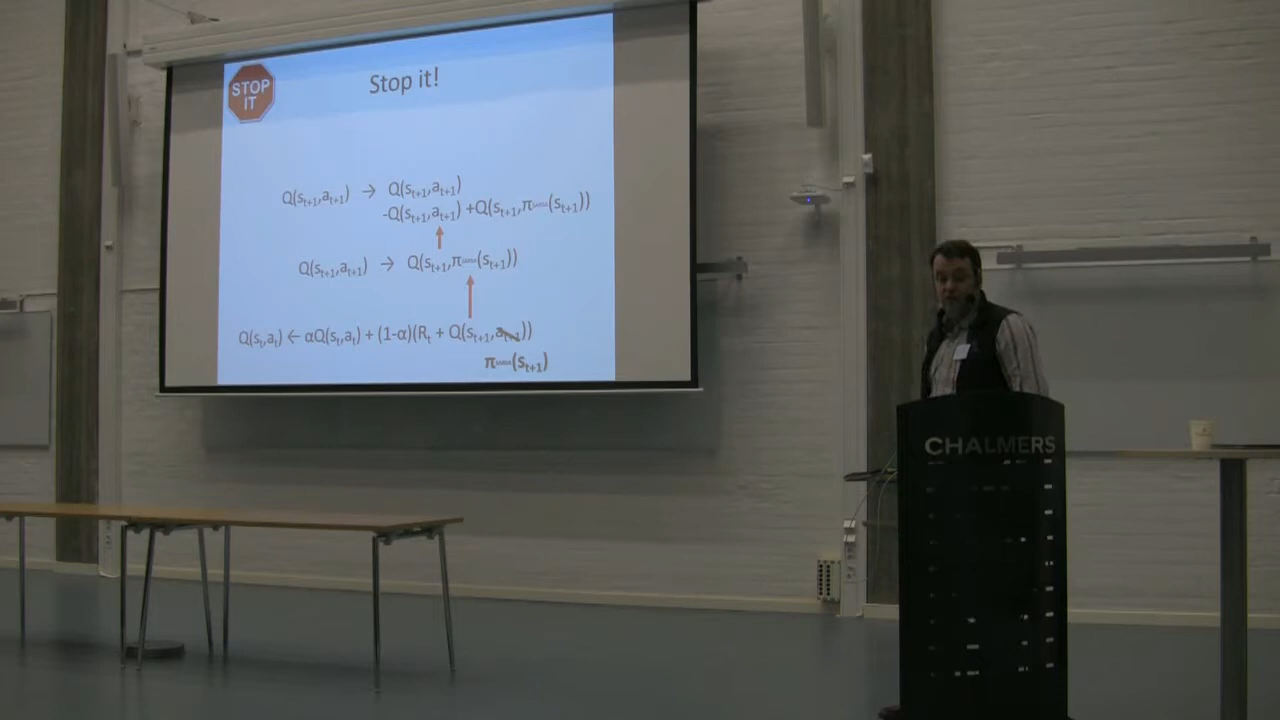 STOP
IT
Stop it!
Q(sₜ₊₁,aₜ₊₁) → Q(sₜ₊₁,aₜ₊₁)
-Q(sₜ₊₁,aₜ₊₁) +Q(sₜ₊₁,π(sₜ₊₁))
Q(sₜ₊₁,aₜ₊₁) → Q(sₜ₊₁,π(sₜ₊₁))
Q(sₜ,aₜ) ← αQ(sₜ,aₜ) + (1-α)(Rₜ + Q(sₜ₊₁,aₜ₊₁))
π(sₜ₊₁)
CHALMERS